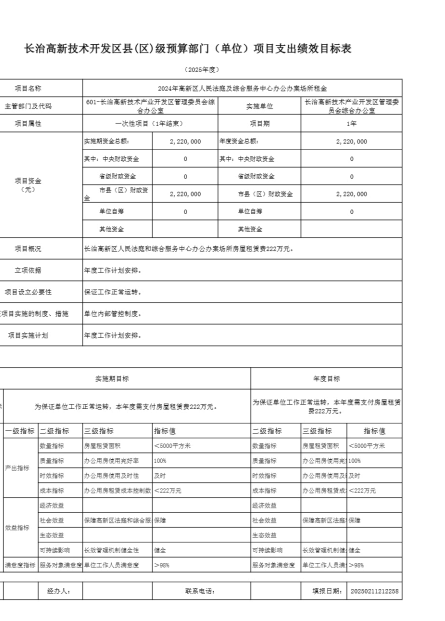 长治高新技术开发区县(区)级预算部门（单位）项目支出绩效目标表
（2025年度）
项目名称 2024年高新区人民法庭及综合服务中心办公办案场所租金
主管部门及代码 601-长治高新技术产业开发区管理委员会综合办公室 实施单位 长治高新技术产业开发区管理委员会综合办公室
项目属性 一次性项目（1年结束） 项目期 1年
项目资金（元） 实施期资金总额： 2,220,000 年度资金总额： 2,220,000
其中：中央财政资金 0 其中：中央财政资金 0
省级财政资金 0 省级财政资金 0
市县（区）财政资金 2,220,000 市县（区）财政资金 2,220,000
单位自筹 0 单位自筹 0
其他资金 其他资金
项目概况 长治高新区人民法庭和综合服务中心办公办案场所房屋租赁费222万元。
立项依据 年度工作计划安排。
项目设立必要性 保证工作正常运转。
项目实施的制度、措施 单位内部管控制度。
项目实施计划 年度工作计划安排。
实施期目标 年度目标
为保证单位工作正常运转，本年度需支付房屋租赁费222万元。 为保证单位工作正常运转，本年度需支付房屋租赁费222万元。
一级指标 二级指标 三级指标 指标值 二级指标 三级指标 指标值
产出指标 数量指标 房屋租赁面积 <5000平方米 数量指标 房屋租赁面积 <5000平方米
质量指标 办公用房使用完好率 100% 质量指标 办公用房使用完 100%
时效指标 办公用房使用及时性 及时 时效指标 办公用房使用及 及时
成本指标 办公用房租赁成本控制数 <222万元 成本指标 办公用房租赁成 <222万元
效益指标 经济效益 经济效益
社会效益 保障高新区法庭和综合服 保障 社会效益 保障高新区法庭 保障
生态效益 生态效益
可持续影响 长效管理机制健全性 健全 可持续影响 长效管理机制健 健全
满意度指标 服务对象满意度 单位工作人员满意度 >98% 服务对象满意度 单位工作人员满 >98%
经办人： 联系电话： 填报日期： 20250211212258